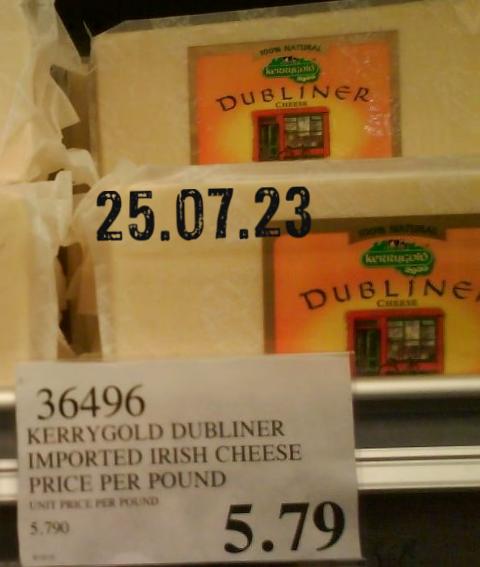 100% NATURAL
Kerrygold
DUBLINER
CHEESE
25.07.23
100% NATURAL
Kerrygold
DUBLINE
CHEESE
36496
KERRYGOLD DUBLINER
IMPORTED IRISH CHEESE
PRICE PER POUND
UNIT PRICE PER POUND
5.790
5.79